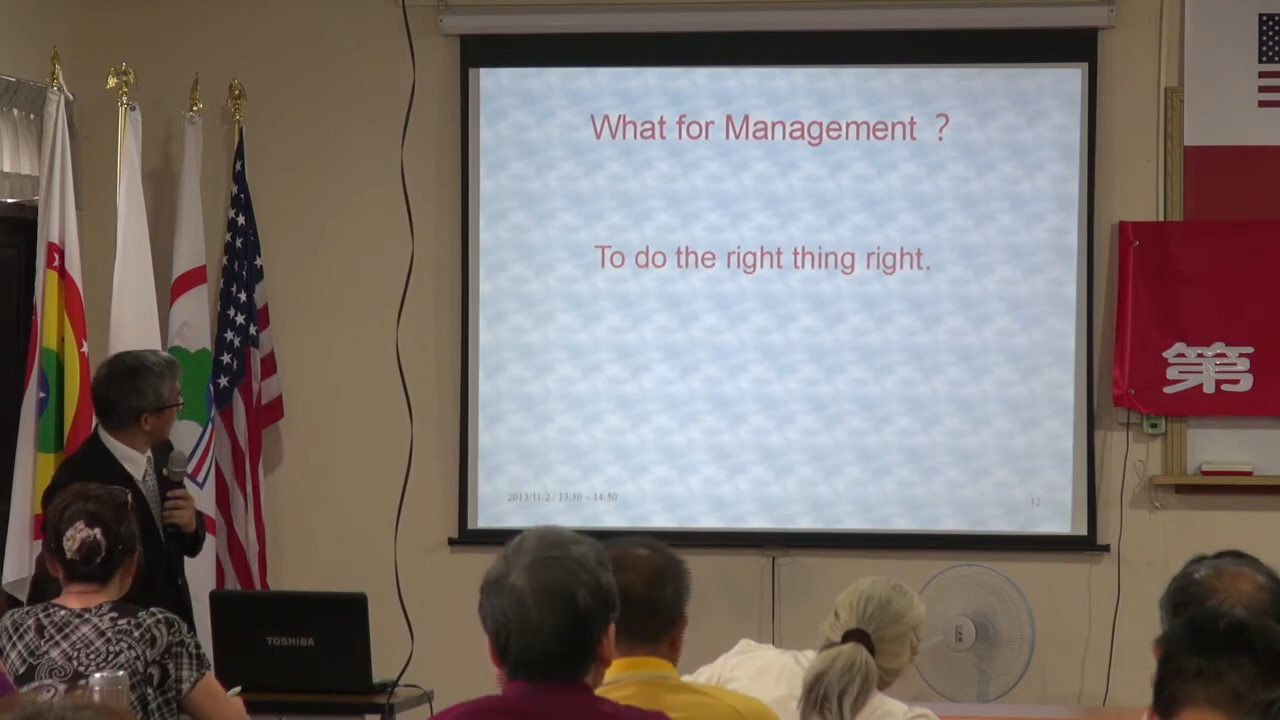 What for Management ？
To do the right thing right.
2013/11/2 / 13:30 ~ 14:50
12
第
TOSHIBA